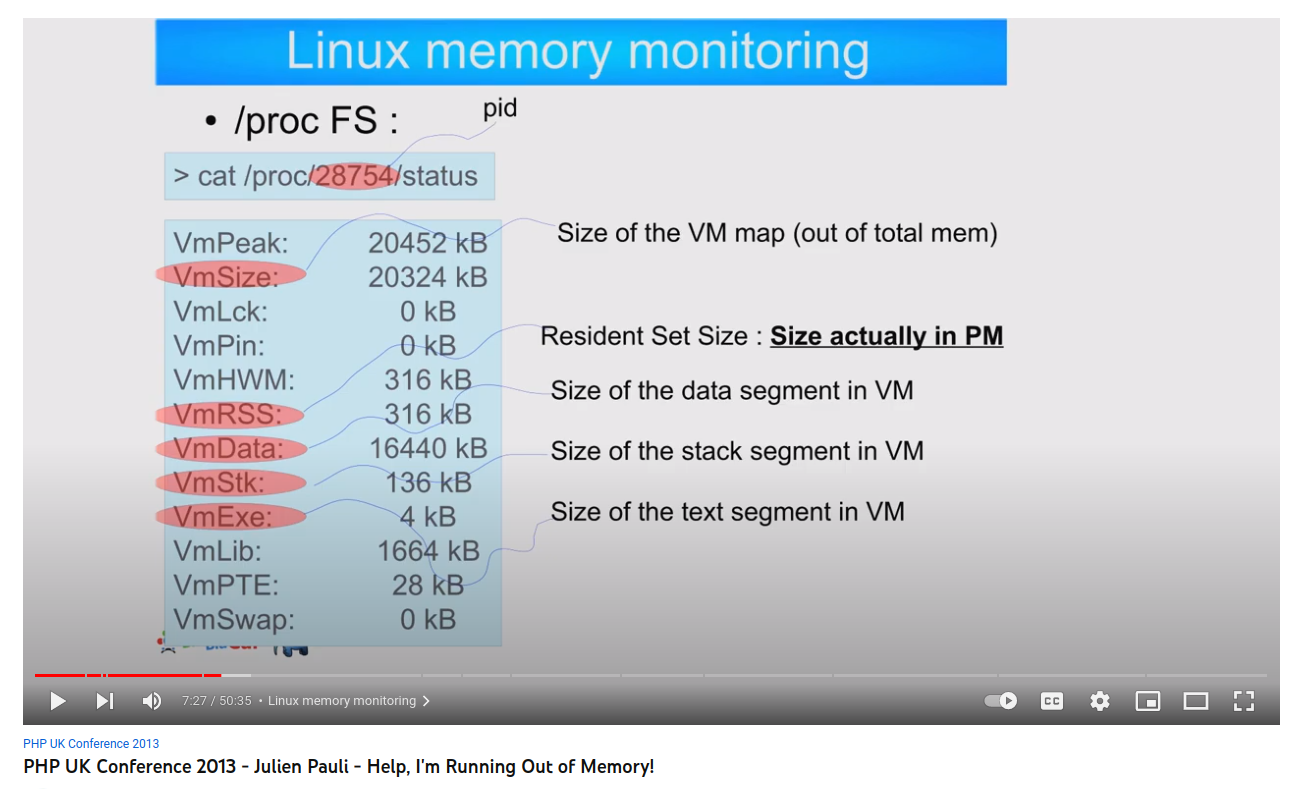 Linux memory monitoring
• /proc FS :
pid
> cat /proc/28754/status
VmPeak: 20452 kB
Size of the VM map (out of total mem)
VmSize: 20324 kB
VmLck: 0 kB
VmPin: 0 kB
Resident Set Size : Size actually in PM
VmHWM: 316 kB
Size of the data segment in VM
VmRSS: 316 kB
VmData: 16440 kB
Size of the stack segment in VM
VmStk: 136 kB
VmExe: 4 kB
Size of the text segment in VM
VmLib: 1664 kB
VmPTE: 28 kB
VmSwap: 0 kB
7:27 / 50:35 • Linux memory monitoring
CC
PHP UK Conference 2013
PHP UK Conference 2013 - Julien Pauli - Help, I'm Running Out of Memory!